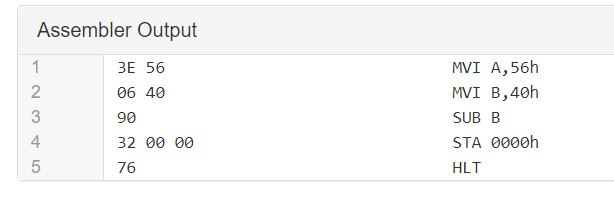 Assembler Output
1 3E 56 MVI A,56h
2 06 40 MVI B,40h
3 90 SUB B
4 32 00 00 STA 0000h
5 76 HLT